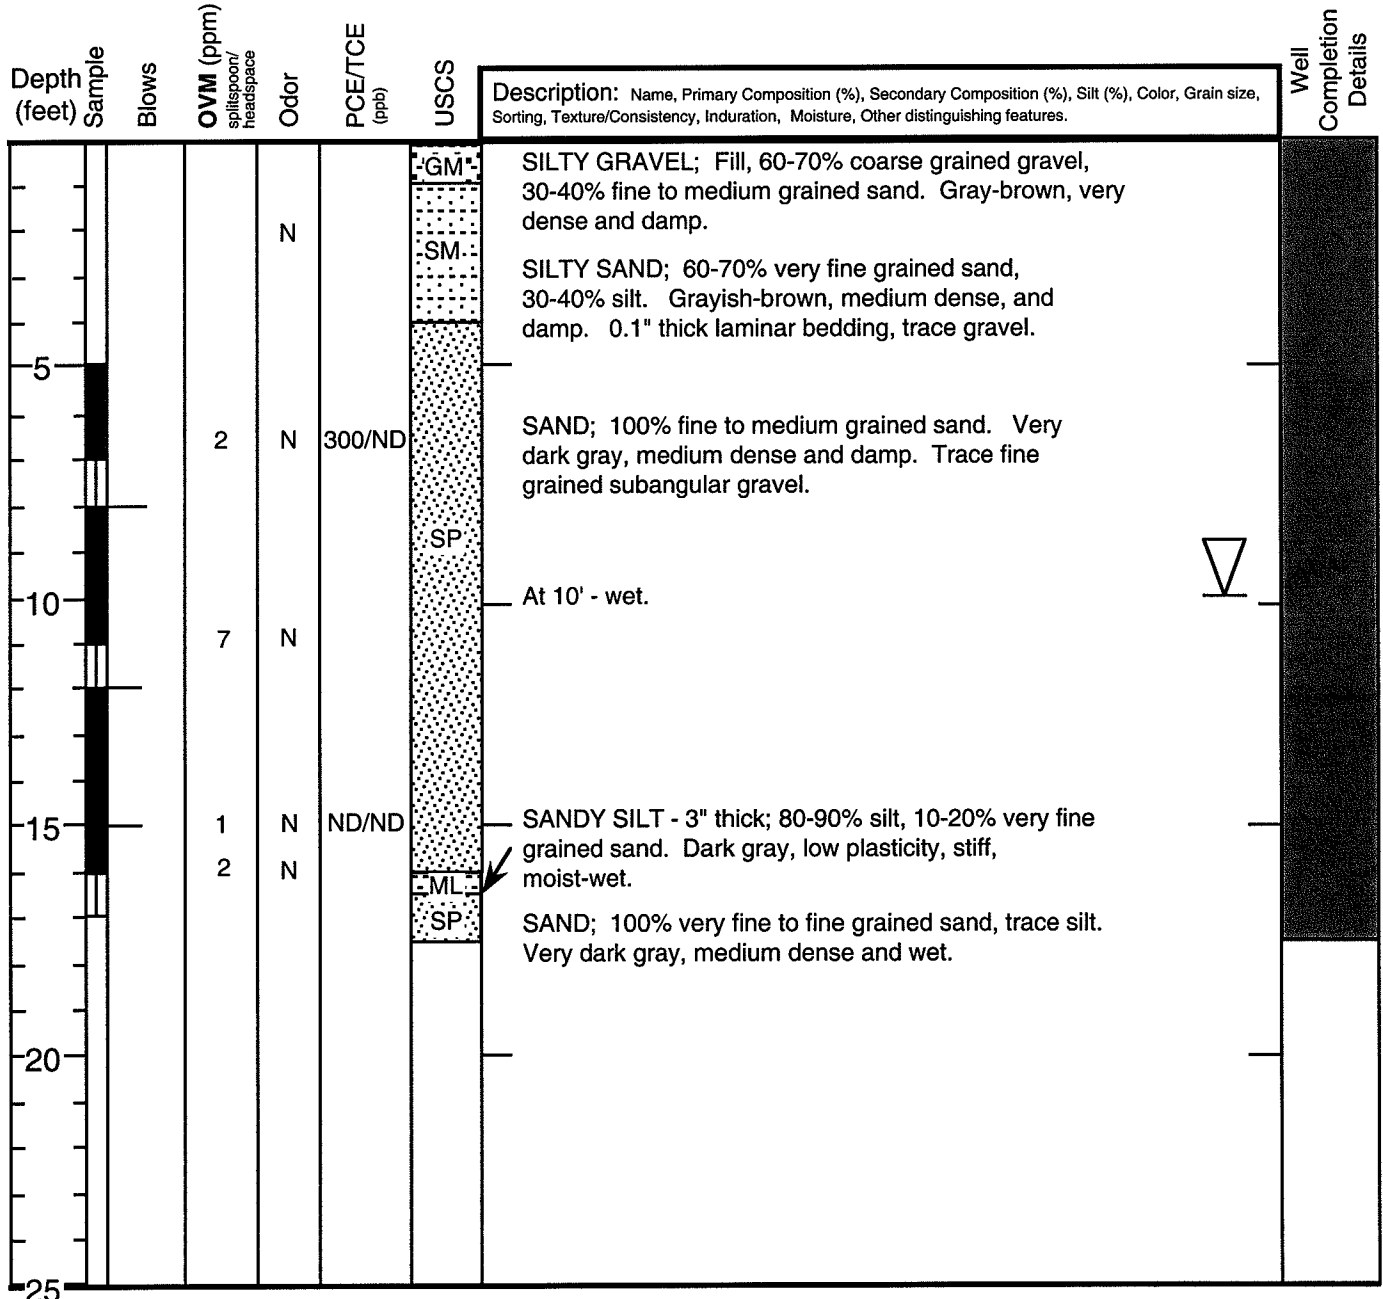 Depth
(feet)
Sample
Blows
OVM (ppm)
splitspoon/
headspace
Odor
PCE/TCE
(ppb)
USCS
Description: Name, Primary Composition (%), Secondary Composition (%), Silt (%), Color, Grain size,
Sorting, Texture/Consistency, Induration, Moisture, Other distinguishing features.
Well
Completion
Details
GM
SILTY GRAVEL; Fill, 60-70% coarse grained gravel,
30-40% fine to medium grained sand. Gray-brown, very
dense and damp.
N
SM
SILTY SAND; 60-70% very fine grained sand,
30-40% silt. Grayish-brown, medium dense, and
damp. 0.1" thick laminar bedding, trace gravel.
5
2 N 300/ND
SAND; 100% fine to medium grained sand. Very
dark gray, medium dense and damp. Trace fine
grained subangular gravel.
SP
10
At 10' - wet.
7 N
15
1 N ND/ND
SANDY SILT - 3" thick; 80-90% silt, 10-20% very fine
grained sand. Dark gray, low plasticity, stiff,
moist-wet.
2 N
ML
SP
SAND; 100% very fine to fine grained sand, trace silt.
Very dark gray, medium dense and wet.
20
25